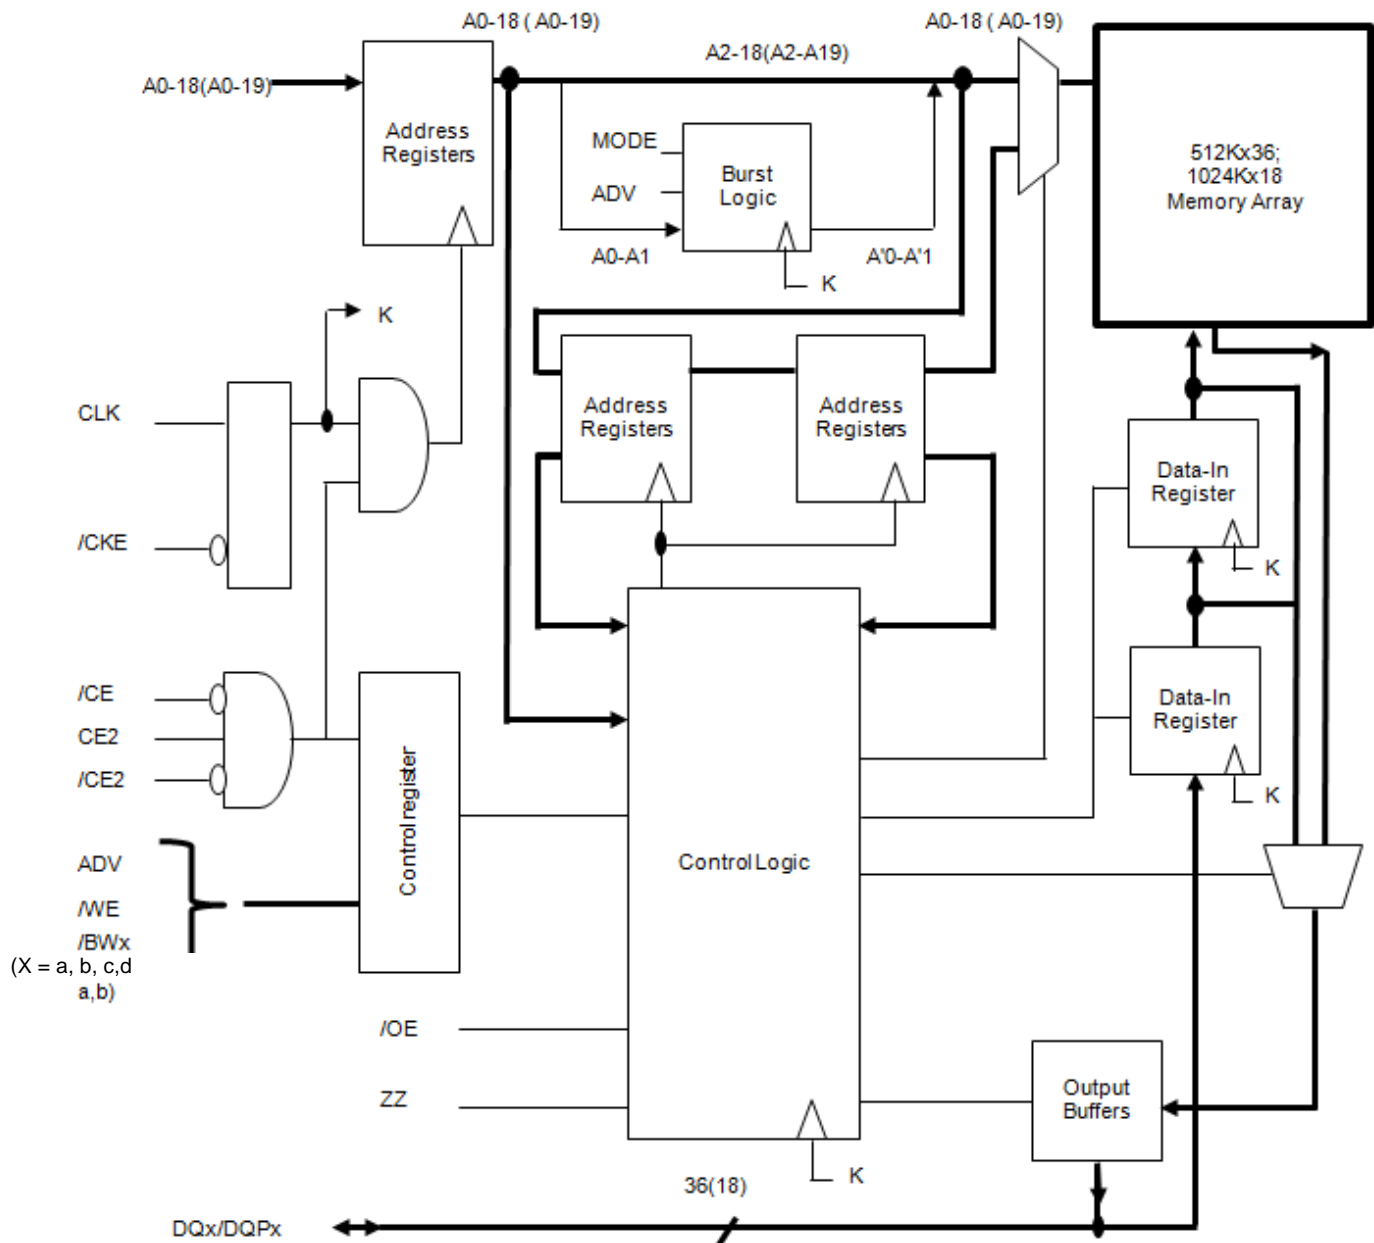 A0-18 ( A0-19)
A0-18 ( A0-19)
A2-18(A2-A19)
A0-18(A0-19)
Address
Registers
MODE
ADV
Burst
Logic
A0-A1
A'0-A'1
K
512Kx36;
1024Kx18
Memory Array
K
CLK
/CKE
Address
Registers
Address
Registers
Data-In
Register
K
/CE
CE2
/CE2
Control register
Data-In
Register
K
ADV
/WE
/BWx
(X = a, b, c,d
a,b)
Control Logic
/OE
ZZ
Output
Buffers
K
36(18)
DQx/DQPx